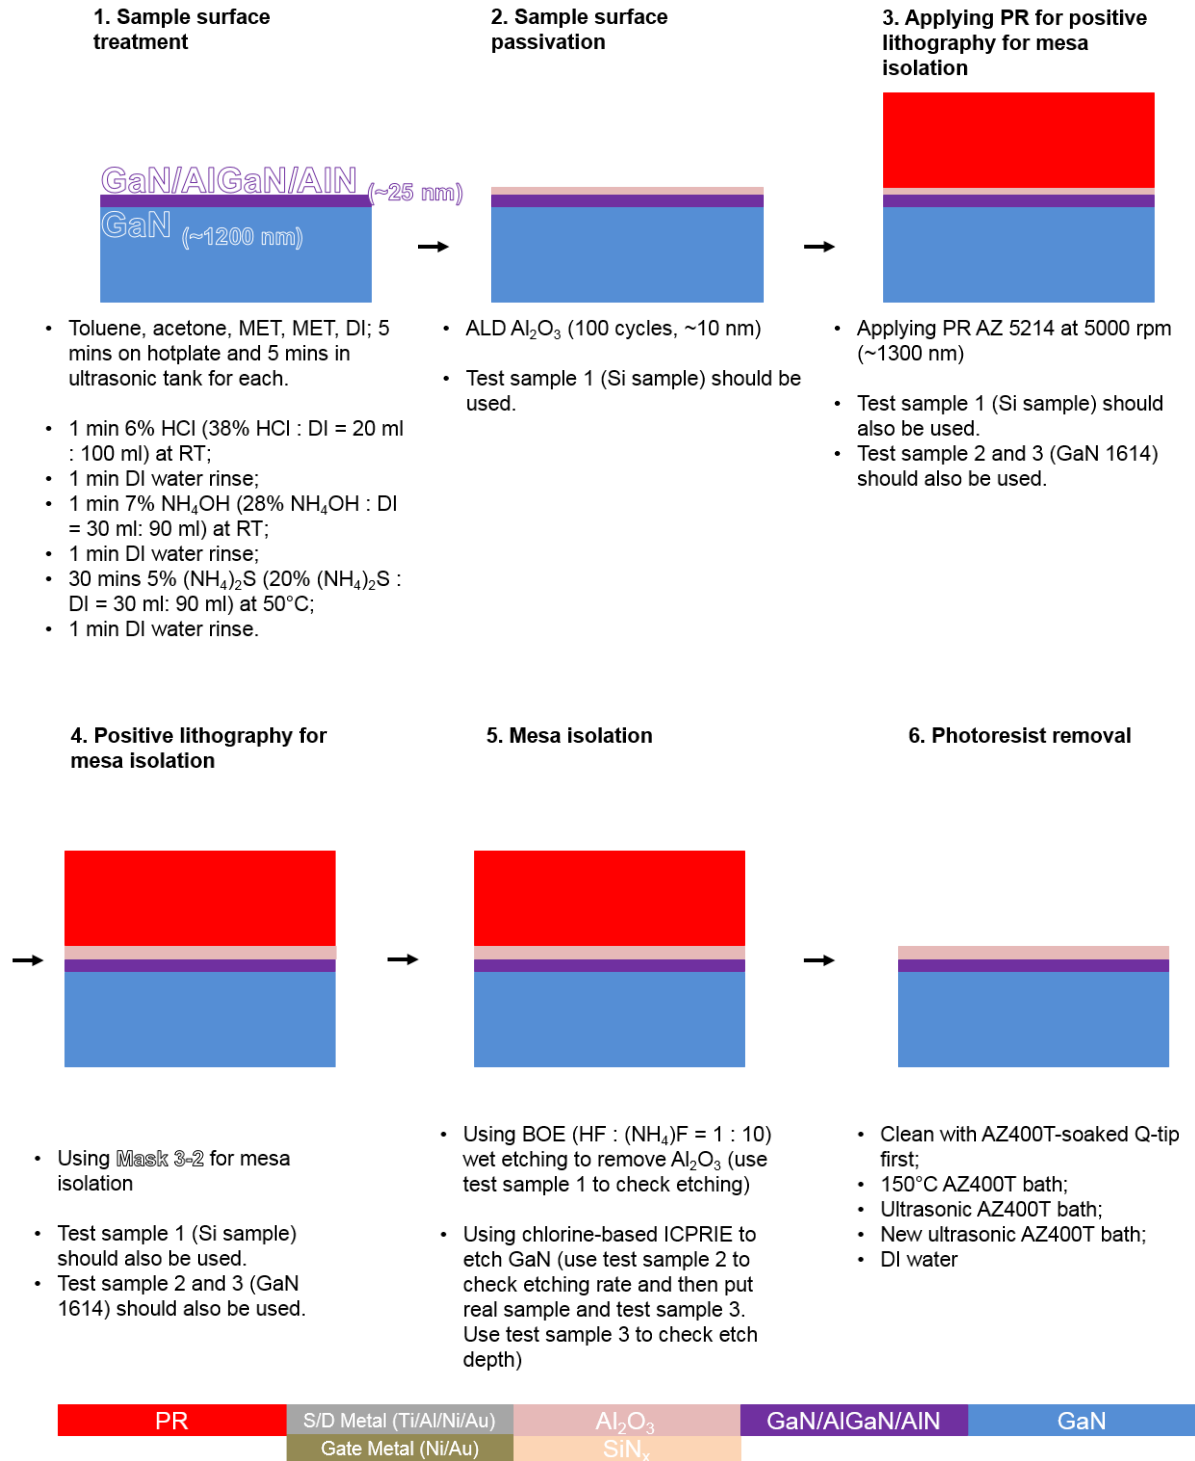 1. Sample surface
treatment
2. Sample surface
passivation
3. Applying PR for positive
lithography for mesa
isolation
GaN/AlGaN/AlN (~25 nm)
GaN (~1200 nm)
• Toluene, acetone, MET, MET, DI; 5
mins on hotplate and 5 mins in
ultrasonic tank for each.
• 1 min 6% HCl (38% HCl : DI = 20 ml
: 100 ml) at RT;
• 1 min DI water rinse;
• 1 min 7% NH₄OH (28% NH₄OH : DI
= 30 ml: 90 ml) at RT;
• 1 min DI water rinse;
• 30 mins 5% (NH₄)₂S (20% (NH₄)₂S :
DI = 30 ml: 90 ml) at 50°C;
• 1 min DI water rinse.
• ALD Al₂O₃ (100 cycles, ~10 nm)
• Test sample 1 (Si sample) should be
used.
• Applying PR AZ 5214 at 5000 rpm
(~1300 nm)
• Test sample 1 (Si sample) should
also be used.
• Test sample 2 and 3 (GaN 1614)
should also be used.
4. Positive lithography for
mesa isolation
5. Mesa isolation
6. Photoresist removal
• Using Mask 3-2 for mesa
isolation
• Test sample 1 (Si sample)
should also be used.
• Test sample 2 and 3 (GaN
1614) should also be used.
• Using BOE (HF : (NH₄)F = 1 : 10)
wet etching to remove Al₂O₃ (use
test sample 1 to check etching)
• Using chlorine-based ICPRIE to
etch GaN (use test sample 2 to
check etching rate and then put
real sample and test sample 3.
Use test sample 3 to check etch
depth)
• Clean with AZ400T-soaked Q-tip
first;
• 150°C AZ400T bath;
• Ultrasonic AZ400T bath;
• New ultrasonic AZ400T bath;
• DI water
PR
S/D Metal (Ti/Al/Ni/Au)
Al₂O₃
GaN/AlGaN/AlN
GaN
Gate Metal (Ni/Au)
SiNₓ